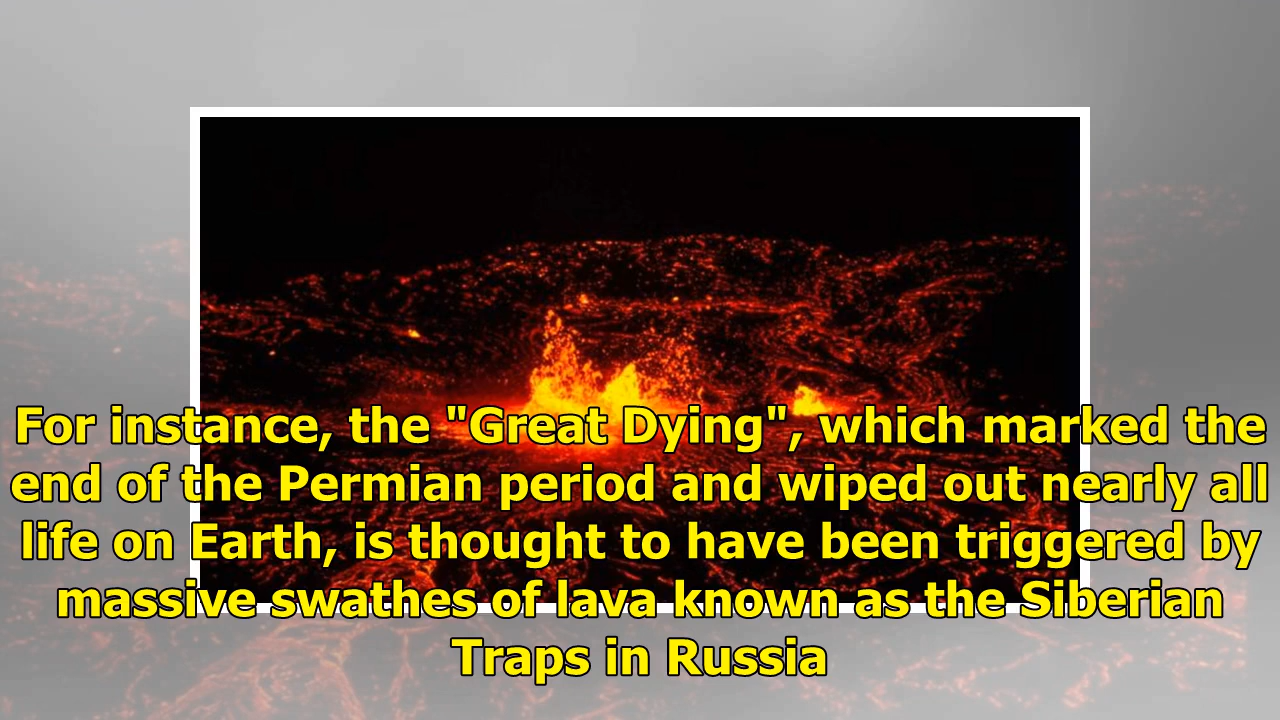 For instance, the "Great Dying", which marked the
end of the Permian period and wiped out nearly all
life on Earth, is thought to have been triggered by
massive swathes of lava known as the Siberian
Traps in Russia